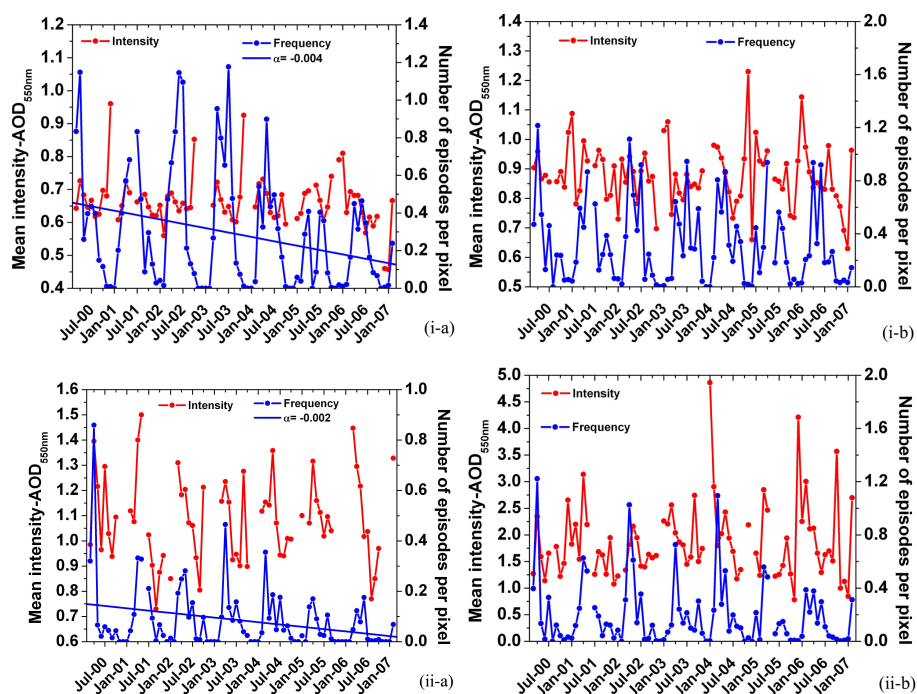 Mean intensity-AOD550nm
1.2
1.1
1.0
0.9
0.8
0.7
0.6
0.5
0.4
Intensity
Frequency
α= -0.004
1.4
1.2
1.0
0.8
0.6
0.4
0.2
0.0
Number of episodes per pixel
Jul-00 Jan-01 Jul-01 Jan-02 Jul-02 Jan-03 Jul-03 Jan-04 Jul-04 Jan-05 Jul-05 Jan-06 Jul-06 Jan-07
(i-a)
Mean intensity-AOD550nm
1.4
1.3
1.2
1.1
1.0
0.9
0.8
0.7
0.6
0.5
Intensity
Frequency
2.0
1.6
1.2
0.8
0.4
0.0
Number of episodes per pixel
Jul-00 Jan-01 Jul-01 Jan-02 Jul-02 Jan-03 Jul-03 Jan-04 Jul-04 Jan-05 Jul-05 Jan-06 Jul-06 Jan-07
(i-b)
Mean intensity-AOD550nm
1.6
1.5
1.4
1.3
1.2
1.1
1.0
0.9
0.8
0.7
0.6
Intensity
Frequency
α= -0.002
1.0
0.8
0.6
0.4
0.2
0.0
Number of episodes per pixel
Jul-00 Jan-01 Jul-01 Jan-02 Jul-02 Jan-03 Jul-03 Jan-04 Jul-04 Jan-05 Jul-05 Jan-06 Jul-06 Jan-07
(ii-a)
Mean intensity-AOD550nm
5.0
4.5
4.0
3.5
3.0
2.5
2.0
1.5
1.0
0.5
0.0
Intensity
Frequency
2.0
1.6
1.2
0.8
0.4
0.0
Number of episodes per pixel
Jul-00 Jan-01 Jul-01 Jan-02 Jul-02 Jan-03 Jul-03 Jan-04 Jul-04 Jan-05 Jul-05 Jan-06 Jul-06 Jan-07
(ii-b)